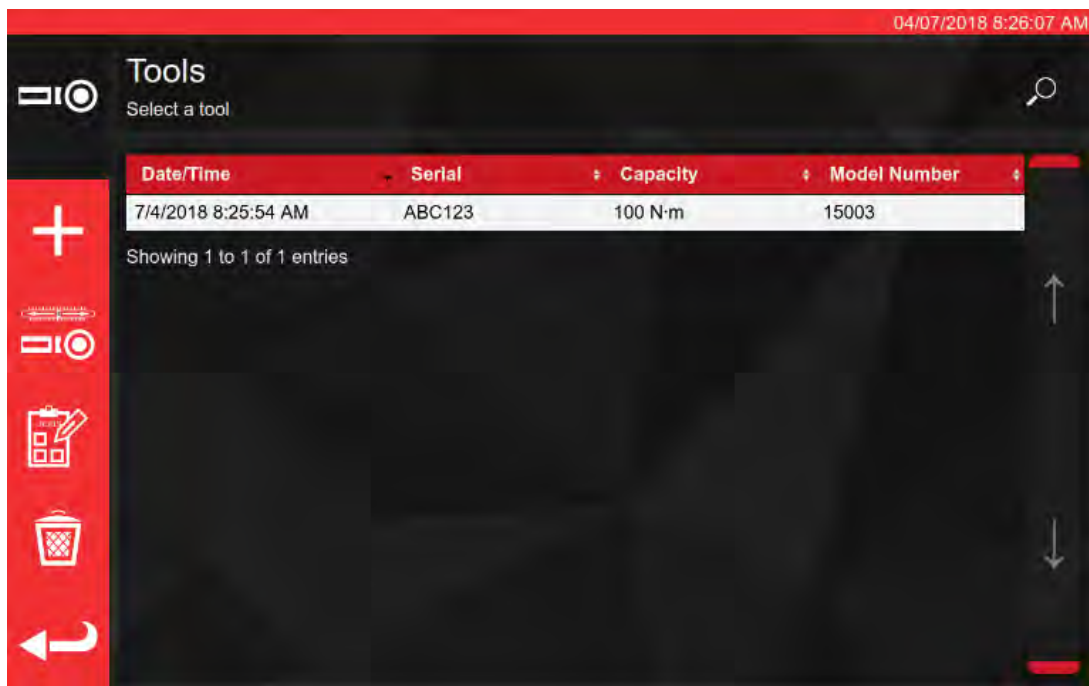 04/07/2018 8:26:07 AM
Tools
Select a tool
Date/Time Serial Capacity Model Number
7/4/2018 8:25:54 AM ABC123 100 N·m 15003
Showing 1 to 1 of 1 entries